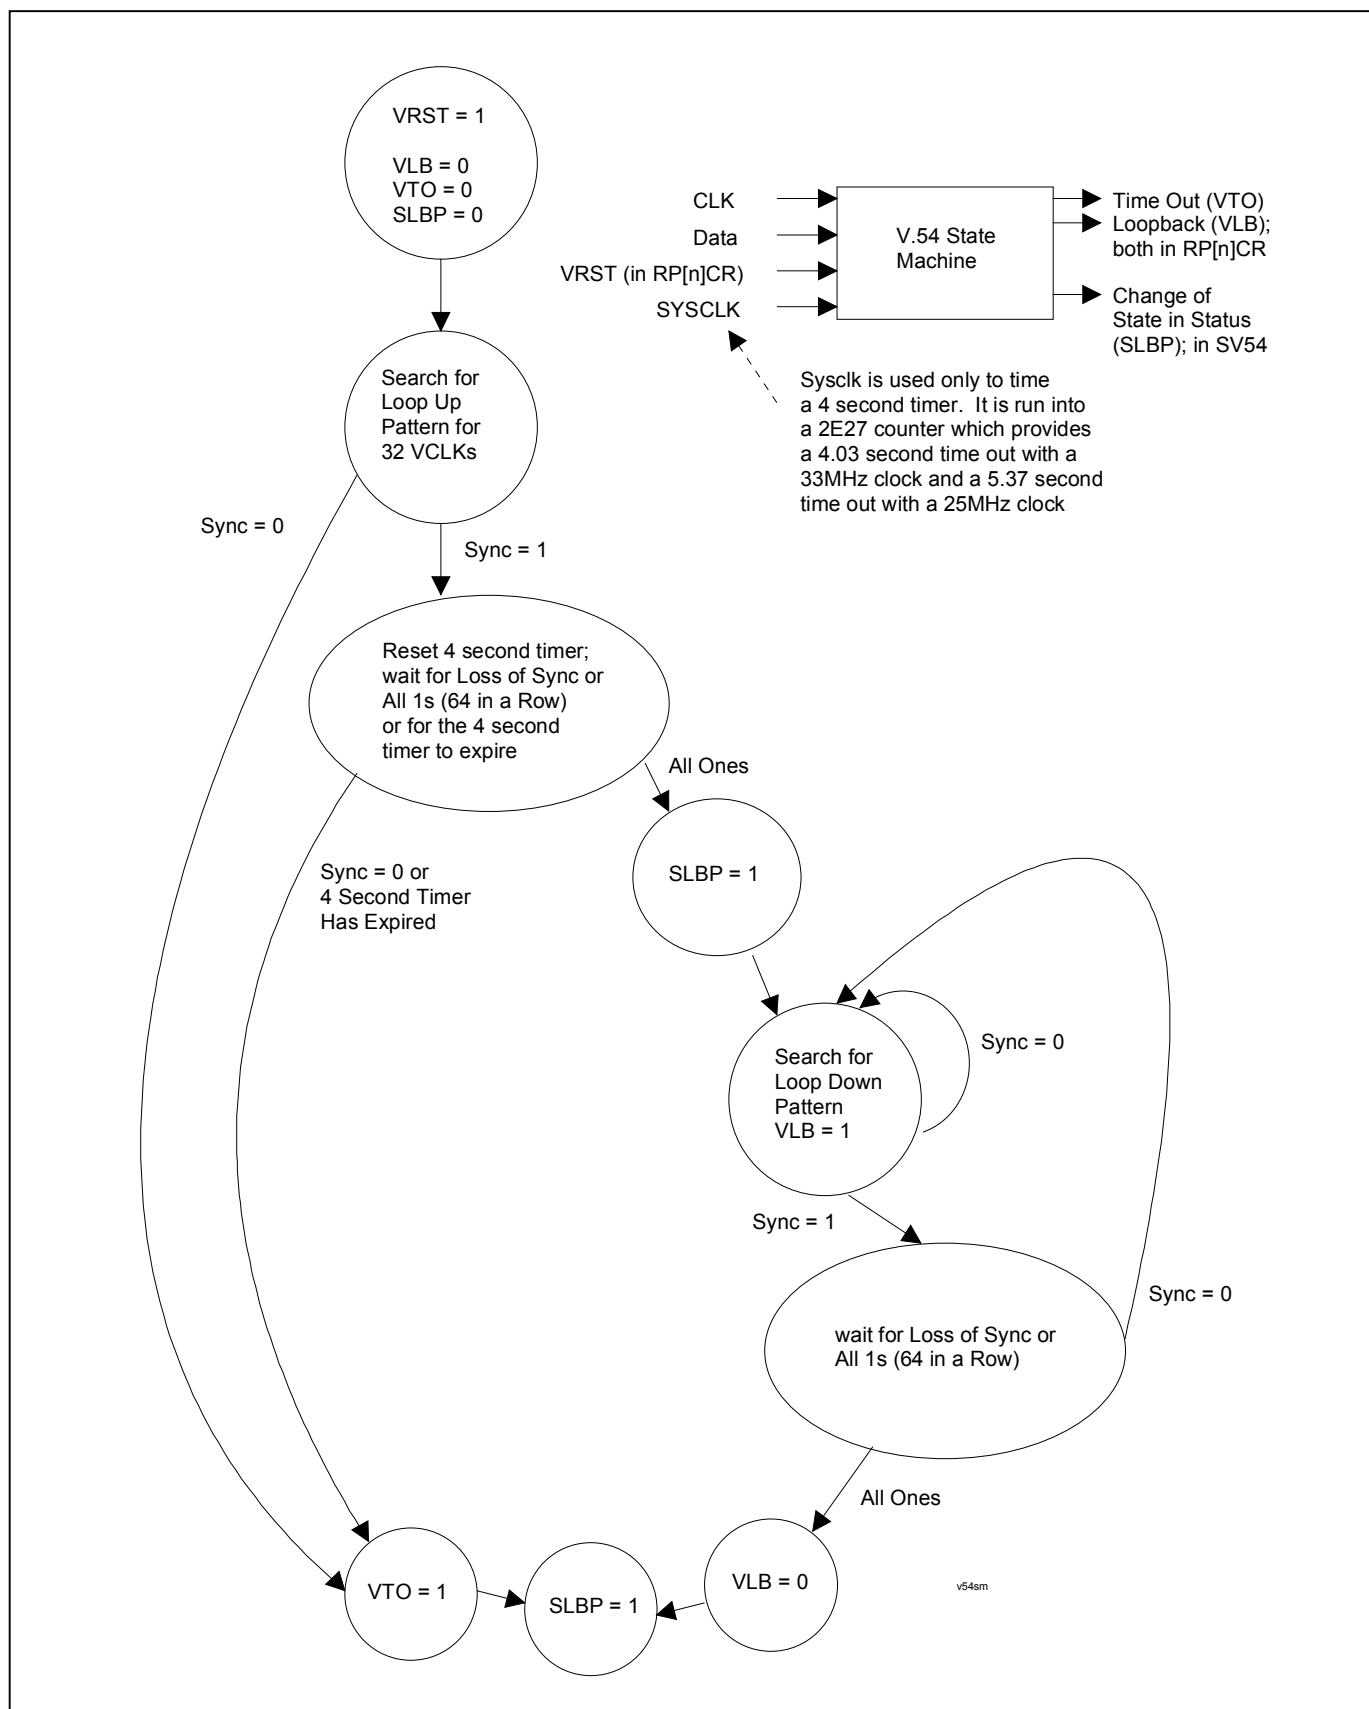 VRST = 1
VLB = 0
VTO = 0
SLBP = 0
CLK
Data
VRST (in RP[n]CR)
SYSCLK
V.54 State
Machine
Time Out (VTO)
Loopback (VLB);
both in RP[n]CR
Change of
State in Status
(SLBP); in SV54
Sysclk is used only to time
a 4 second timer. It is run into
a 2E27 counter which provides
a 4.03 second time out with a
33MHz clock and a 5.37 second
time out with a 25MHz clock
Search for
Loop Up
Pattern for
32 VCLKs
Sync = 0
Sync = 1
Reset 4 second timer;
wait for Loss of Sync or
All 1s (64 in a Row)
or for the 4 second
timer to expire
All Ones
Sync = 0 or
4 Second Timer
Has Expired
SLBP = 1
Search for
Loop Down
Pattern
VLB = 1
Sync = 0
Sync = 1
Sync = 0
wait for Loss of Sync or
All 1s (64 in a Row)
All Ones
VTO = 1
SLBP = 1
VLB = 0
v54sm